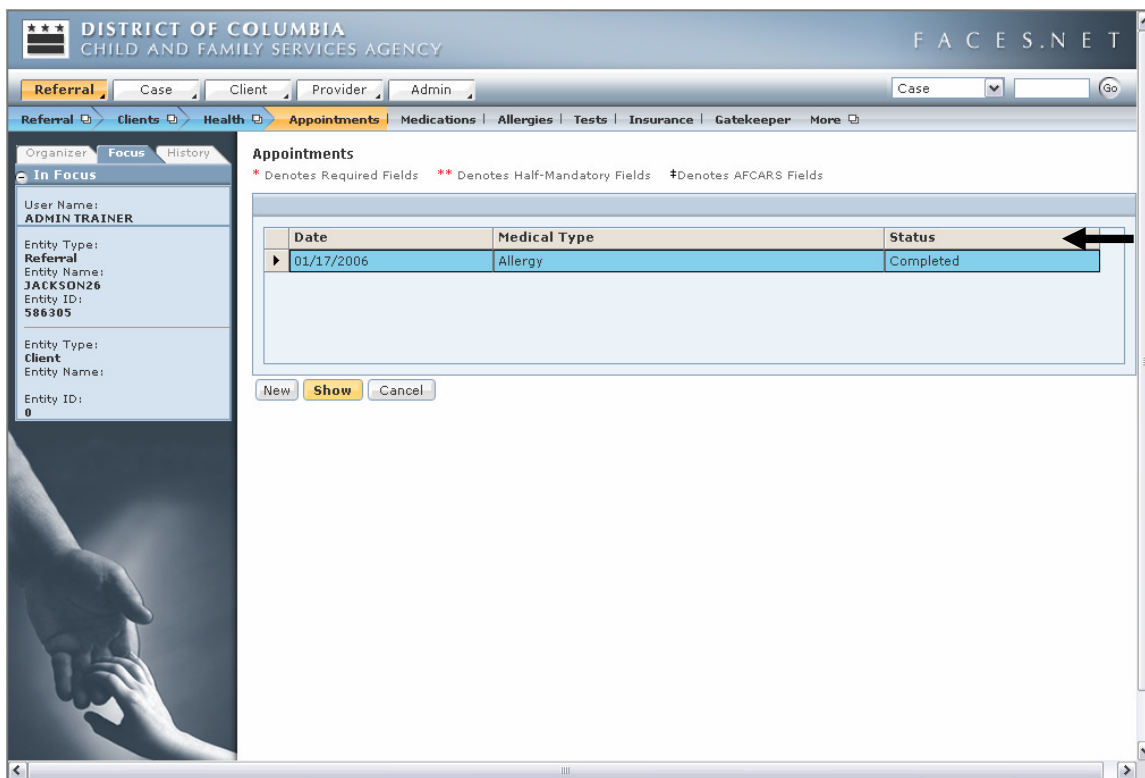 DISTRICT OF COLUMBIA
CHILD AND FAMILY SERVICES AGENCY
FACES.NET
Referral Case Client Provider Admin Case Go
Referral Clients Health Appointments Medications Allergies Tests Insurance Gatekeeper More
Organizer Focus History
In Focus
User Name:
ADMIN TRAINER
Entity Type:
Referral
Entity Name:
JACKSON26
Entity ID:
586305
Entity Type:
Client
Entity Name:
Entity ID:
0
Appointments
* Denotes Required Fields ** Denotes Half-Mandatory Fields ‡Denotes AFCARS Fields
Date Medical Type Status
01/17/2006 Allergy Completed
New Show Cancel